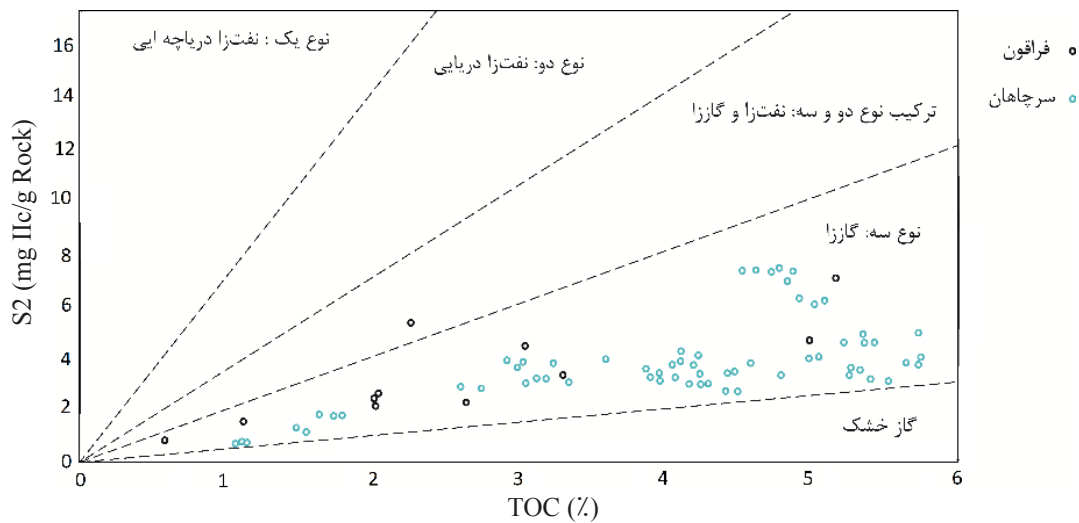 نوع یک : نفت‌زا دریاچه ایی
نوع دو: نفت‌زا دریایی
ترکیب نوع دو و سه: نفت‌زا و گاززا
نوع سه: گاززا
گاز خشک
فراقون
سرچاهان
S2 (mg IIc/g Rock)
16
14
12
10
8
6
4
2
0
0 1 2 3 4 5 6
TOC (٪)